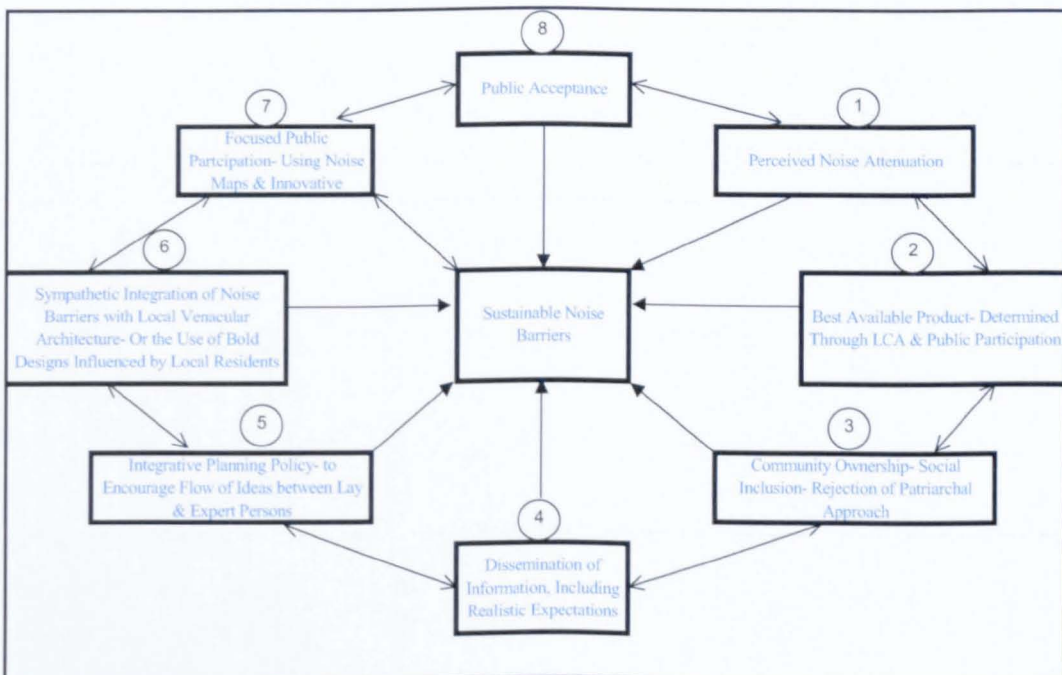 8
Public Acceptance
7
Focused Public
Partcipation- Using Noise
Maps & Innovative
1
Perceived Noise Attenuation
6
Sympathetic Integration of Noise
Barriers with Local Venacular
Architecture- Or the Use of Bold
Designs Influenced by Local Residents
Sustainable Noise
Barriers
2
Best Available Product- Determined
Through LCA & Public Participation
5
Integrative Planning Policy- to
Encourage Flow of Ideas between Lay
& Expert Persons
4
Dissemination of
Information, Including
Realistic Expectations
3
Community Ownership- Social
Inclusion- Rejection of Patriarchal
Approach